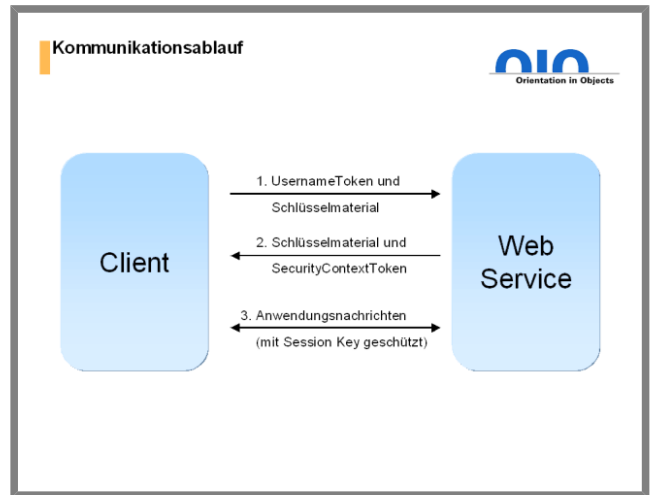 Kommunikationsablauf
OIO
Orientation in Objects
1. UsernameToken und
Schlüsselmaterial
Client
2. Schlüsselmaterial und
SecurityContextToken
Web
Service
3. Anwendungsnachrichten
(mit Session Key geschützt)